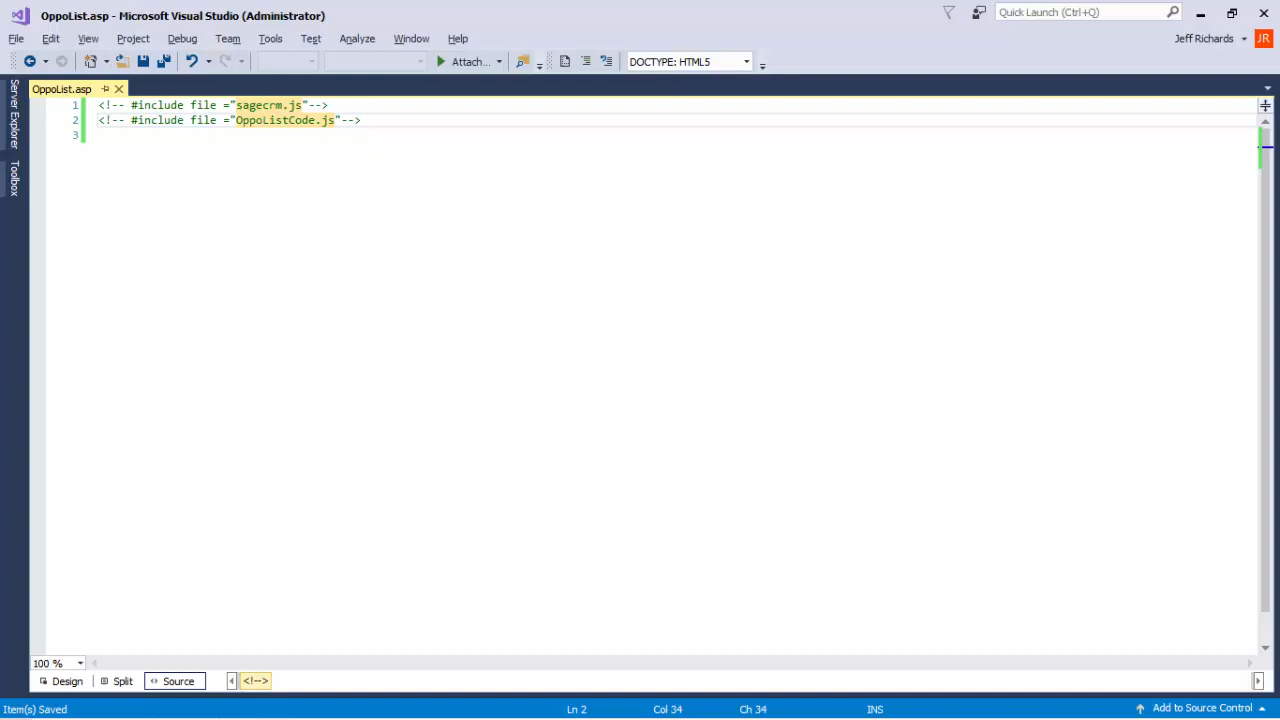 OppoList.asp - Microsoft Visual Studio (Administrator)
Quick Launch (Ctrl+Q)
File Edit View Project Debug Team Tools Test Analyze Window Help
Jeff Richards JR
Attach...
DOCTYPE: HTML5
Server Explorer
Toolbox
OppoList.asp
1 <!-- #include file ="sagecrm.js"-->
2 <!-- #include file ="OppoListCode.js"-->
3
100 %
Design Split Source <!-->
Item(s) Saved Ln 2 Col 34 Ch 34 INS Add to Source Control